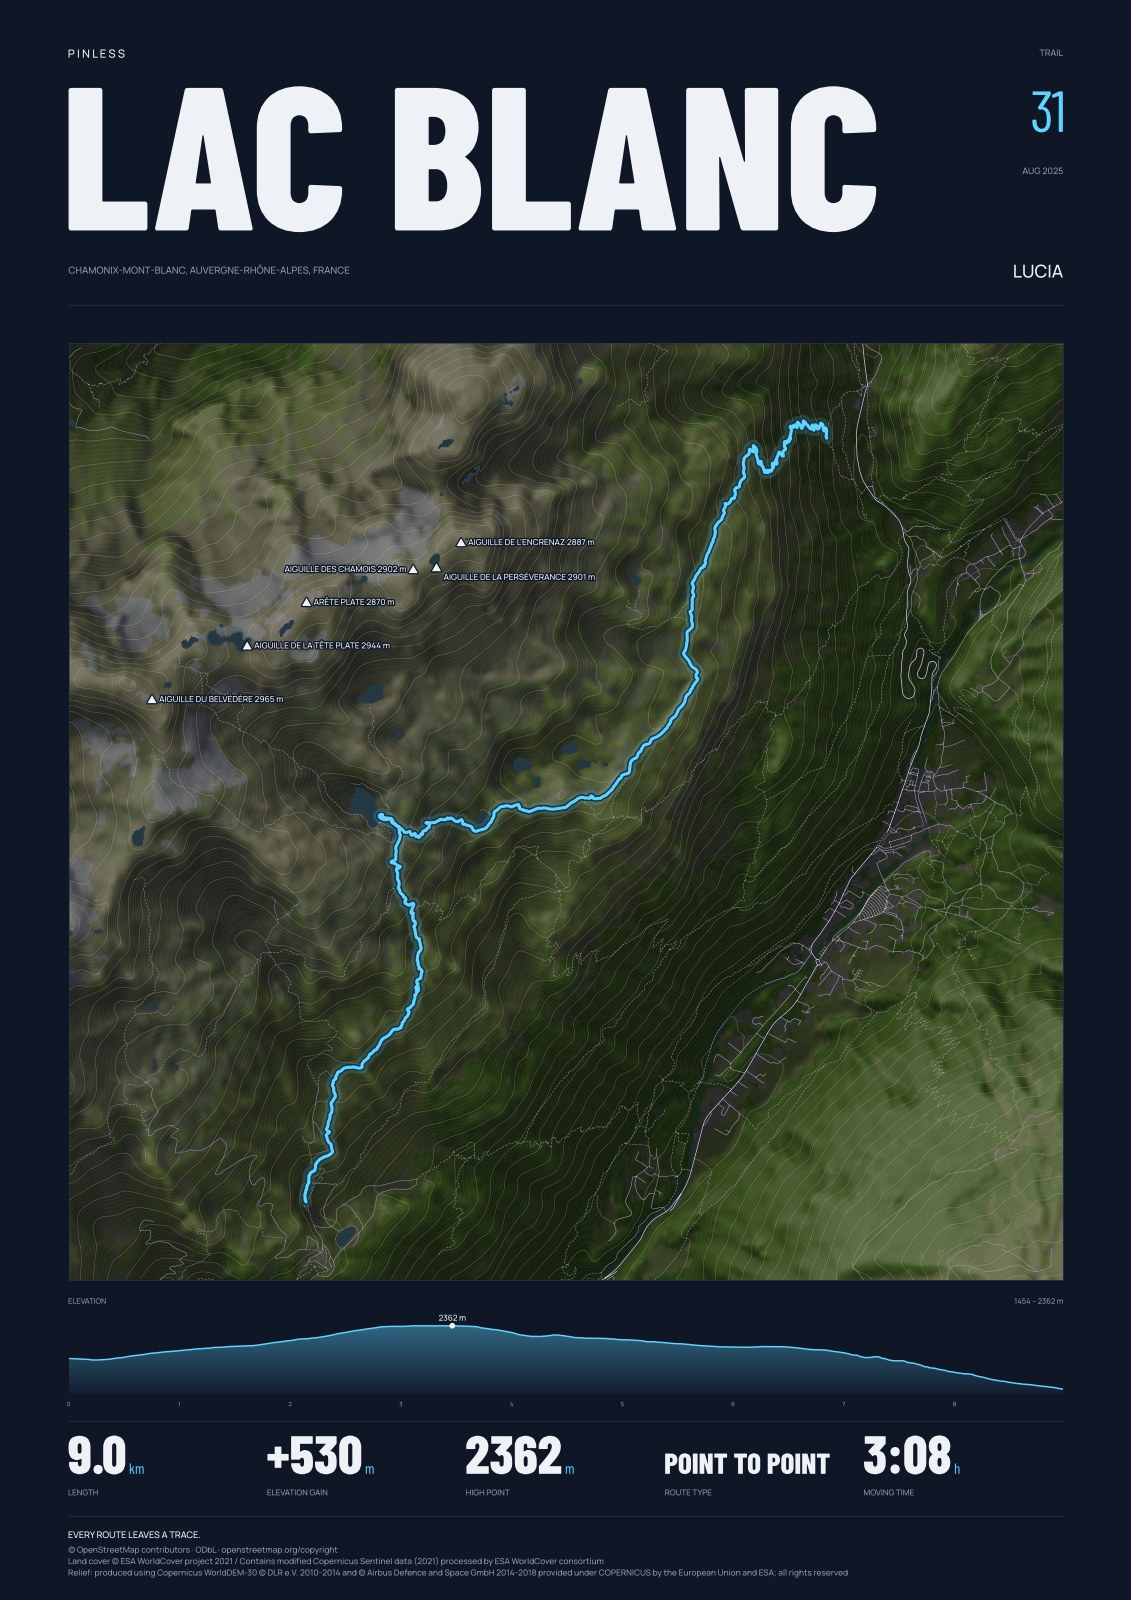 PINLESS
TRAIL
LAC BLANC
31
AUG 2025
CHAMONIX-MONT-BLANC, AUVERGNE-RHÔNE-ALPES, FRANCE
LUCIA
AIGUILLE DE L'ENCRENAZ 2887 m
AIGUILLE DES CHAMOIS 2902 m
AIGUILLE DE LA PERSÉVERANCE 2901 m
ARÊTE PLATE 2870 m
AIGUILLE DE LA TÊTE PLATE 2944 m
AIGUILLE DU BELVÉDÈRE 2965 m
ELEVATION
1454 – 2362 m
2362 m
0 1 2 3 4 5 6 7 8
9.0 km
+530 m
2362 m
POINT TO POINT
3:08 h
LENGTH
ELEVATION GAIN
HIGH POINT
ROUTE TYPE
MOVING TIME
EVERY ROUTE LEAVES A TRACE.
© OpenStreetMap contributors · ODbL · openstreetmap.org/copyright
Land cover © ESA WorldCover project 2021 / Contains modified Copernicus Sentinel data (2021) processed by ESA WorldCover consortium
Relief: produced using Copernicus WorldDEM-30 © DLR e.V. 2010-2014 and © Airbus Defence and Space GmbH 2014-2018 provided under COPERNICUS by the European Union and ESA; all rights reserved